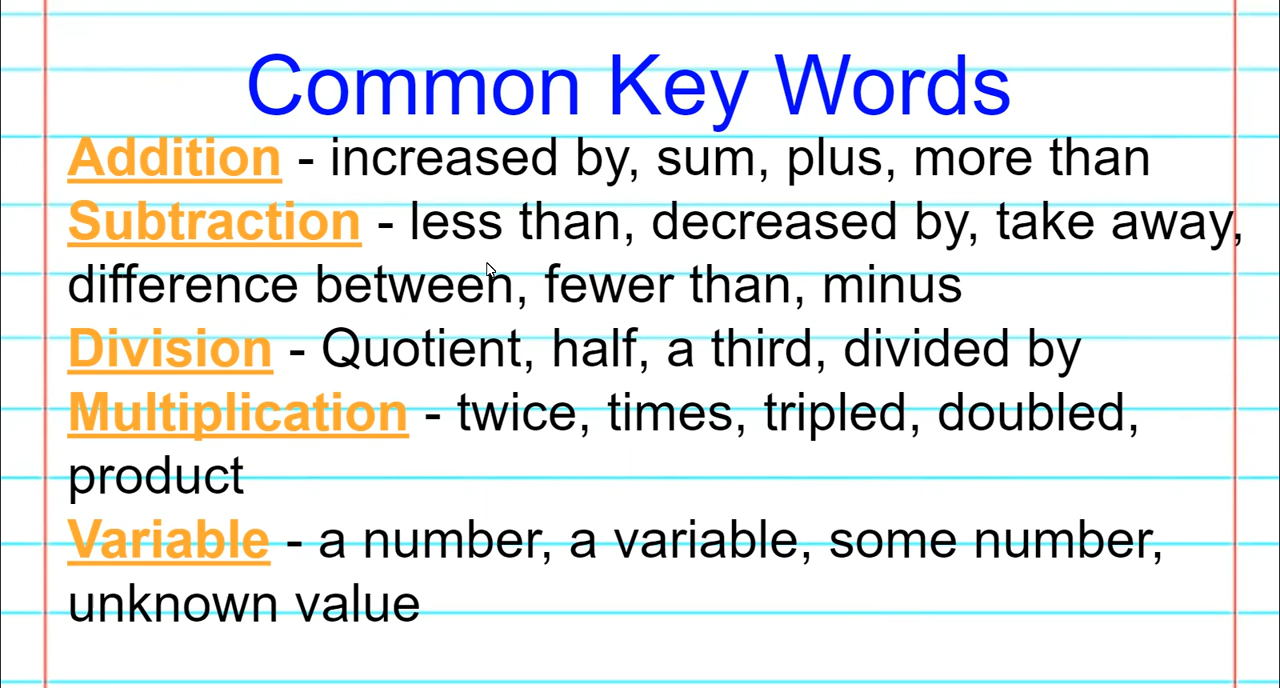 Common Key Words
Addition - increased by, sum, plus, more than
Subtraction - less than, decreased by, take away,
difference between, fewer than, minus
Division - Quotient, half, a third, divided by
Multiplication - twice, times, tripled, doubled,
product
Variable - a number, a variable, some number,
unknown value